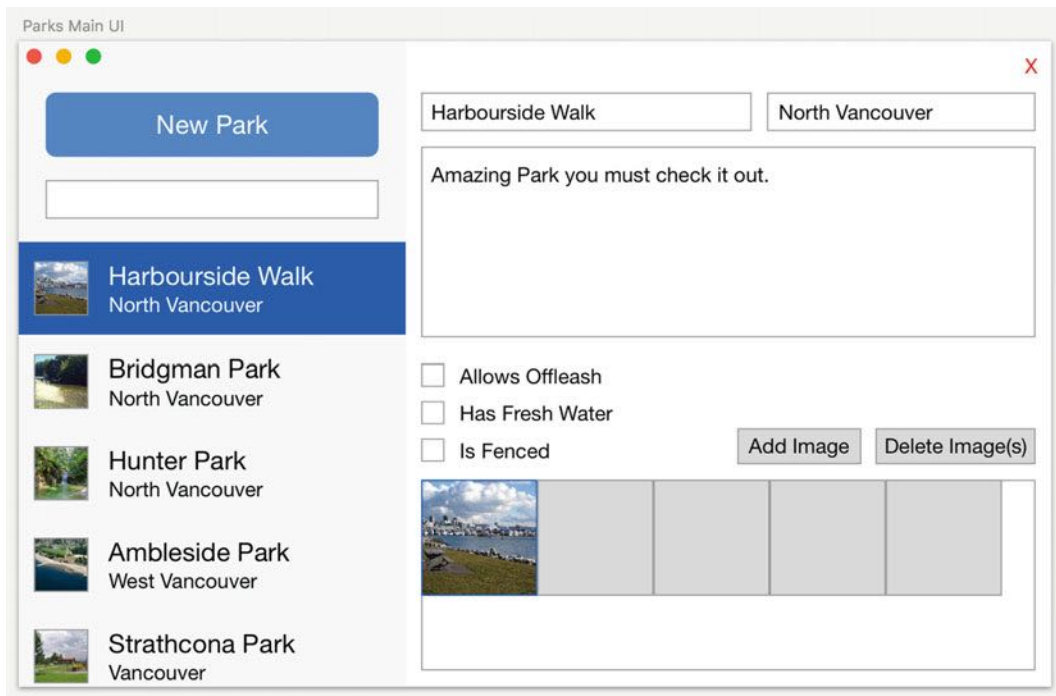 Parks Main UI
X
New Park
Harbourside Walk
North Vancouver
Bridgman Park
North Vancouver
Hunter Park
North Vancouver
Ambleside Park
West Vancouver
Strathcona Park
Vancouver
Harbourside Walk
North Vancouver
Amazing Park you must check it out.
Allows Offleash
Has Fresh Water
Is Fenced
Add Image
Delete Image(s)